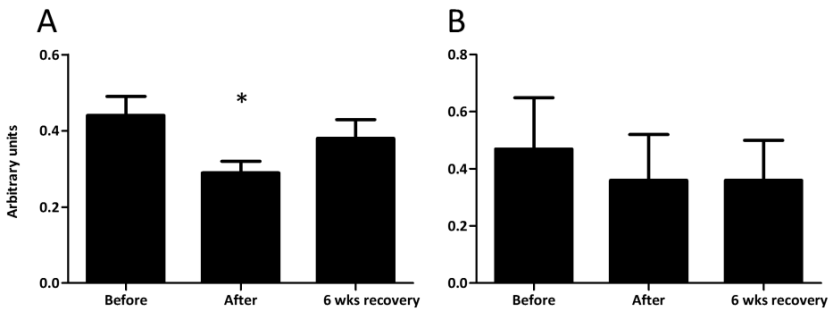 A
Arbitrary units
0.6
0.4
0.2
0.0
*
Before
After
6 wks recovery
B
0.8
0.6
0.4
0.2
0.0
Before
After
6 wks recovery